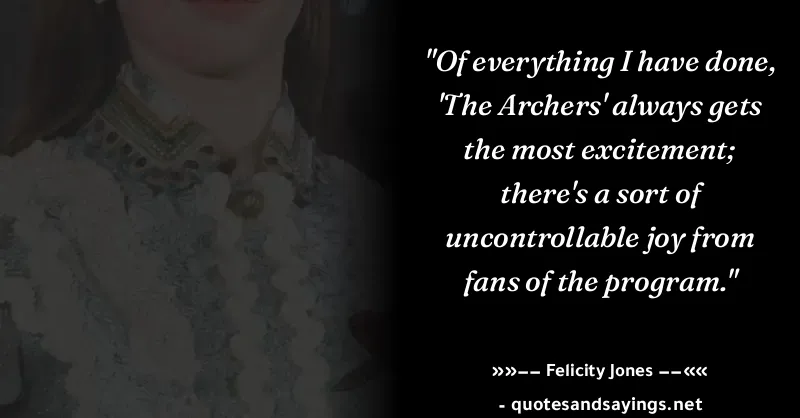 "Of everything I have done,
'The Archers' always gets
the most excitement;
there's a sort of
uncontrollable joy from
fans of the program."
»»−− Felicity Jones −−««
- quotesandsayings.net